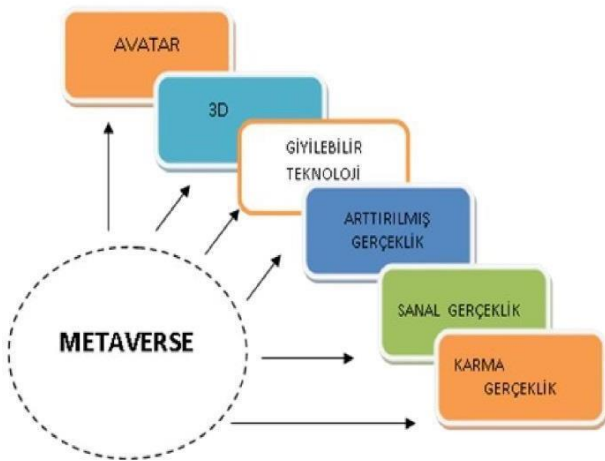 AVATAR
3D
GİYİLEBİLİR
TEKNOLOJİ
ARTTIRILMIŞ
GERÇEKLİK
METAVERSE
SANAL GERÇEKLİK
KARMA
GERÇEKLİK